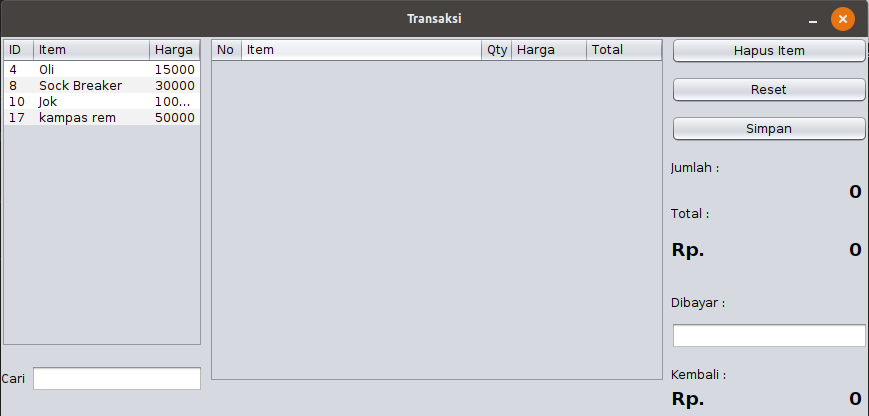 Transaksi
ID Item Harga
4 Oli 15000
8 Sock Breaker 30000
10 Jok 100...
17 kampas rem 50000
Cari
No Item Qty Harga Total
Hapus Item
Reset
Simpan
Jumlah :
0
Total :
Rp. 0
Dibayar :
Kembali :
Rp. 0